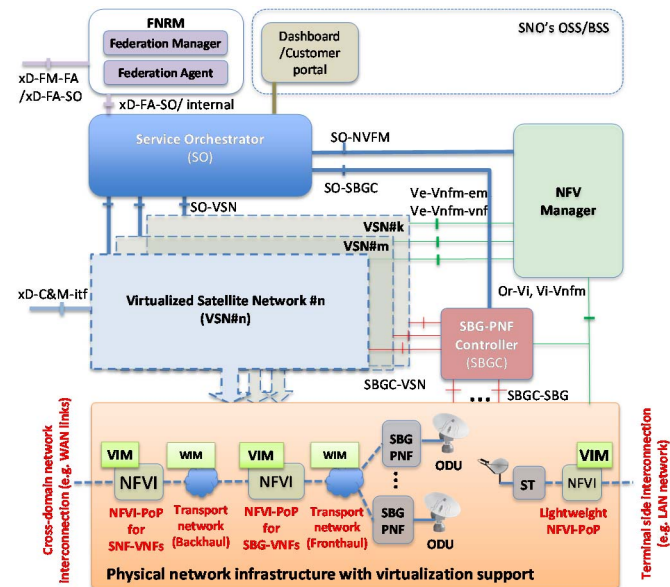 FNRM
Federation Manager
Federation Agent
Dashboard
/Customer
portal
SNO's OSS/BSS
xD-FM-FA
/xD-FA-SO
xD-FA-SO/ internal
Service Orchestrator
(SO)
SO-NVFM
SO-SBGC
SO-VSN
NFV
Manager
Ve-Vnfm-em
Ve-Vnfm-vnf
VSN#k
VSN#m
Virtualized Satellite Network #n
(VSN#n)
xD-C&M-itf
Or-Vi, Vi-Vnfm
SBG-PNF
Controller
(SBGC)
SBGC-VSN
...
SBGC-SBG
Cross-domain network
interconnection (e.g. WAN links)
VIM
NFVI
NFVI-PoP
for
SNF-VNFs
WIM
Transport
network
(Backhaul)
VIM
NFVI
NFVI-PoP
for
SBG-VNFs
WIM
Transport
network
(Fronthaul)
SBG
PNF
ODU
...
SBG
PNF
ODU
ST
VIM
NFVI
Lightweight
NFVI-PoP
Terminal side interconnection
(e.g. LAN network)
Physical network infrastructure with virtualization support